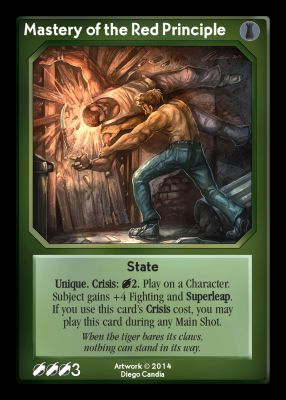 Mastery of the Red Principle
State
Unique. Crisis: 2. Play on a Character.
Subject gains +4 Fighting and Superleap.
If you use this card's Crisis cost, you may
play this card during any Main Shot.
When the tiger bares its claws,
nothing can stand in its way.
3
Artwork © 2014
Diego Candia